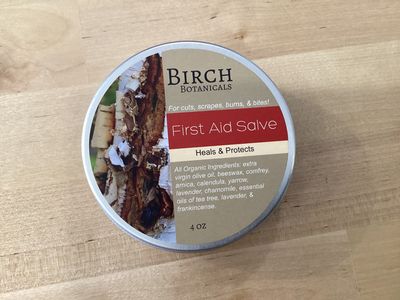 BIRCH
BOTANICALS
For cuts, scrapes, burns, & bites!
First Aid Salve
Heals & Protects
All Organic Ingredients: extra
virgin olive oil, beeswax, comfrey,
arnica, calendula, yarrow,
lavender, chamomile, essential
oils of tea tree, lavender, &
frankincense.
4 OZ